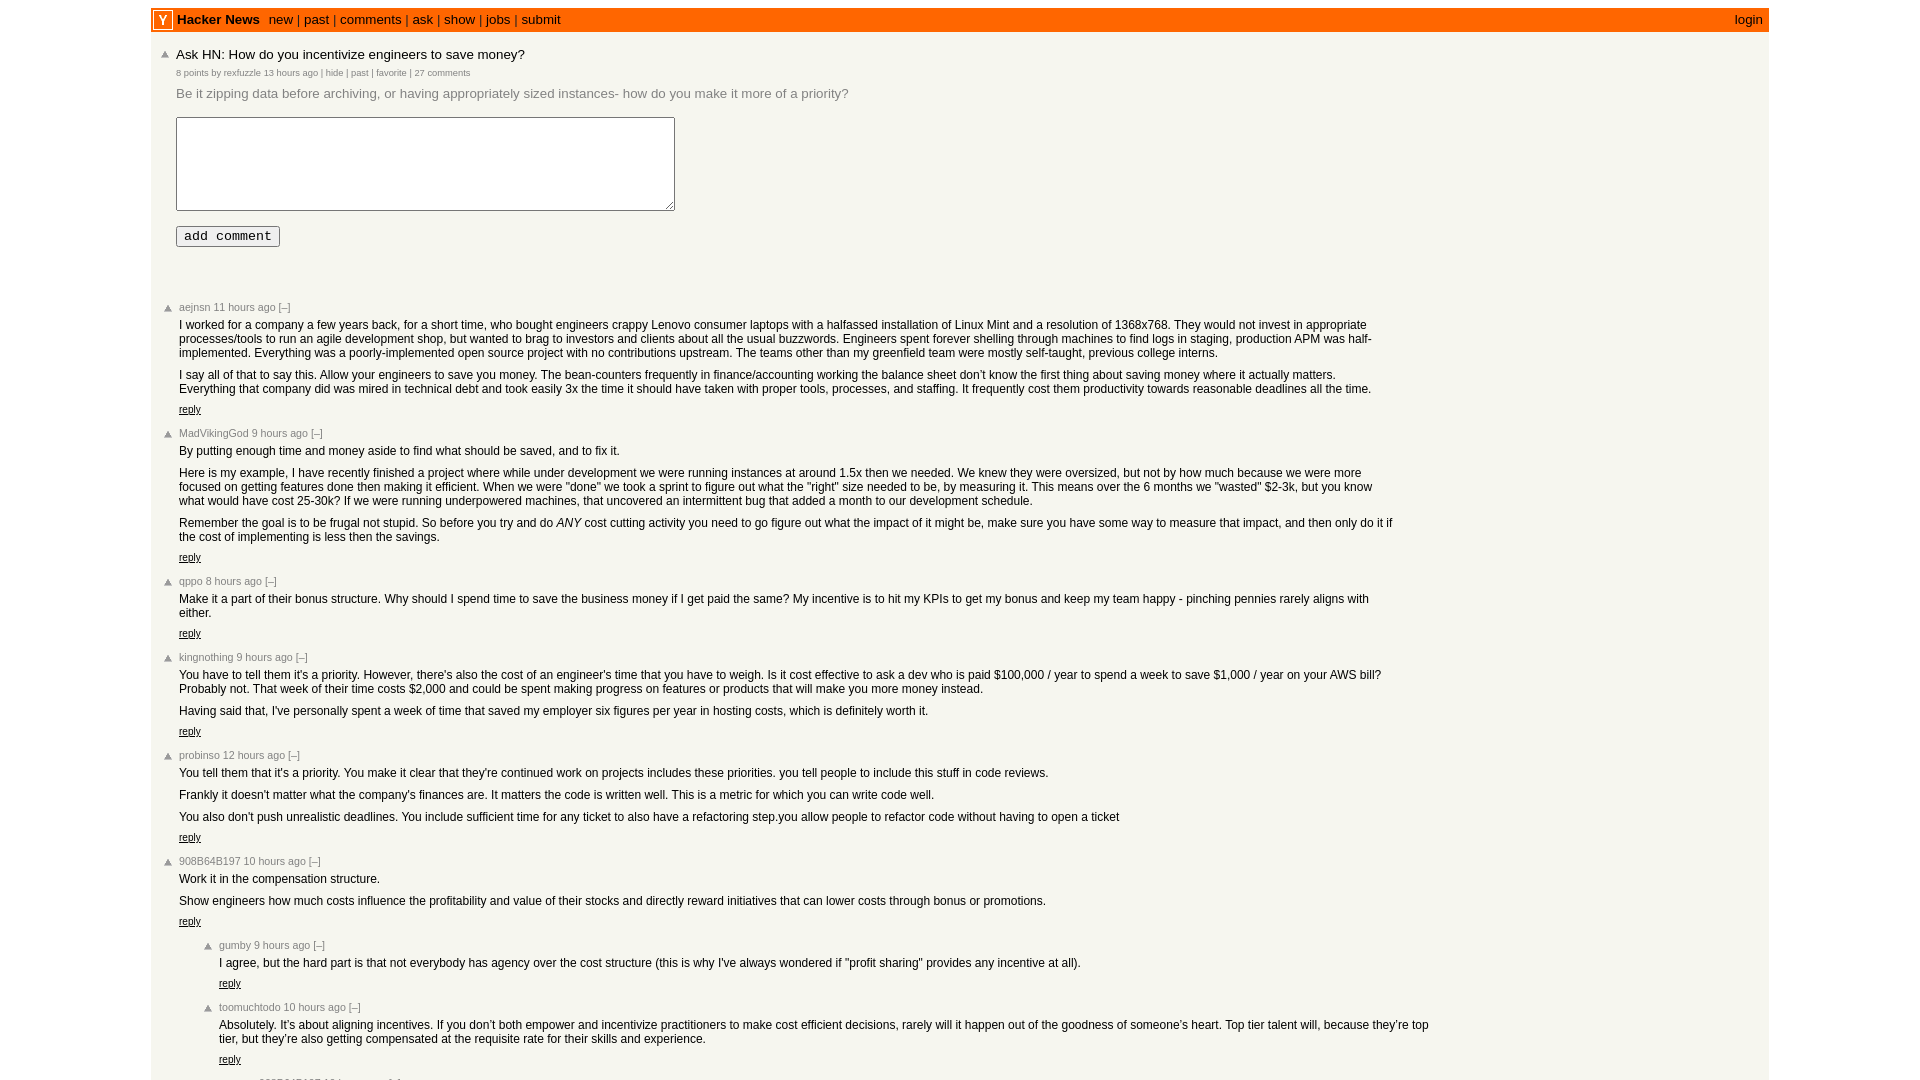 Y Hacker News new | past | comments | ask | show | jobs | submit login
Ask HN: How do you incentivize engineers to save money?
8 points by rexfuzzle 13 hours ago | hide | past | favorite | 27 comments
Be it zipping data before archiving, or having appropriately sized instances- how do you make it more of a priority?
add comment
aejnsn 11 hours ago [–]
I worked for a company a few years back, for a short time, who bought engineers crappy Lenovo consumer laptops with a halfassed installation of Linux Mint and a resolution of 1368x768. They would not invest in appropriate
processes/tools to run an agile development shop, but wanted to brag to investors and clients about all the usual buzzwords. Engineers spent forever shelling through machines to find logs in staging, production APM was half-
implemented. Everything was a poorly-implemented open source project with no contributions upstream. The teams other than my greenfield team were mostly self-taught, previous college interns.
I say all of that to say this. Allow your engineers to save you money. The bean-counters frequently in finance/accounting working the balance sheet don’t know the first thing about saving money where it actually matters.
Everything that company did was mired in technical debt and took easily 3x the time it should have taken with proper tools, processes, and staffing. It frequently cost them productivity towards reasonable deadlines all the time.
reply
MadVikingGod 9 hours ago [–]
By putting enough time and money aside to find what should be saved, and to fix it.
Here is my example, I have recently finished a project where while under development we were running instances at around 1.5x then we needed. We knew they were oversized, but not by how much because we were more
focused on getting features done then making it efficient. When we were "done" we took a sprint to figure out what the "right" size needed to be, by measuring it. This means over the 6 months we "wasted" $2-3k, but you know
what would have cost 25-30k? If we were running underpowered machines, that uncovered an intermittent bug that added a month to our development schedule.
Remember the goal is to be frugal not stupid. So before you try and do ANY cost cutting activity you need to go figure out what the impact of it might be, make sure you have some way to measure that impact, and then only do it if
the cost of implementing is less then the savings.
reply
qppo 8 hours ago [–]
Make it a part of their bonus structure. Why should I spend time to save the business money if I get paid the same? My incentive is to hit my KPIs to get my bonus and keep my team happy - pinching pennies rarely aligns with
either.
reply
kingnothing 9 hours ago [–]
You have to tell them it's a priority. However, there's also the cost of an engineer's time that you have to weigh. Is it cost effective to ask a dev who is paid $100,000 / year to spend a week to save $1,000 / year on your AWS bill?
Probably not. That week of their time costs $2,000 and could be spent making progress on features or products that will make you more money instead.
Having said that, I've personally spent a week of time that saved my employer six figures per year in hosting costs, which is definitely worth it.
reply
probinso 12 hours ago [–]
You tell them that it's a priority. You make it clear that they're continued work on projects includes these priorities. you tell people to include this stuff in code reviews.
Frankly it doesn't matter what the company's finances are. It matters the code is written well. This is a metric for which you can write code well.
You also don't push unrealistic deadlines. You include sufficient time for any ticket to also have a refactoring step.you allow people to refactor code without having to open a ticket
reply
908B64B197 10 hours ago [–]
Work it in the compensation structure.
Show engineers how much costs influence the profitability and value of their stocks and directly reward initiatives that can lower costs through bonus or promotions.
reply
gumby 9 hours ago [–]
I agree, but the hard part is that not everybody has agency over the cost structure (this is why I've always wondered if "profit sharing" provides any incentive at all).
reply
toomuchtodo 10 hours ago [–]
Absolutely. It’s about aligning incentives. If you don’t both empower and incentivize practitioners to make cost efficient decisions, rarely will it happen out of the goodness of someone’s heart. Top tier talent will, because they’re top
tier, but they’re also getting compensated at the requisite rate for their skills and experience.
reply